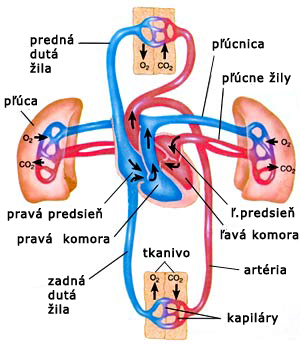 predná
dutá
žila
O₂
CO₂
pľúcnica
pľúcne žily
pľúca
O₂
CO₂
O₂
CO₂
pravá predsieň
ľ.predsieň
pravá komora
ľavá komora
tkanivo
zadná
dutá
žila
O₂
CO₂
artéria
kapiláry